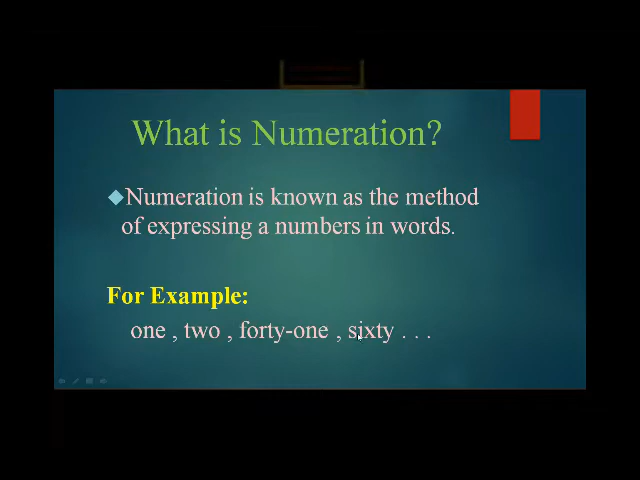 What is Numeration?
Numeration is known as the method
of expressing a numbers in words.
For Example:
one , two , forty-one , sixty . . .